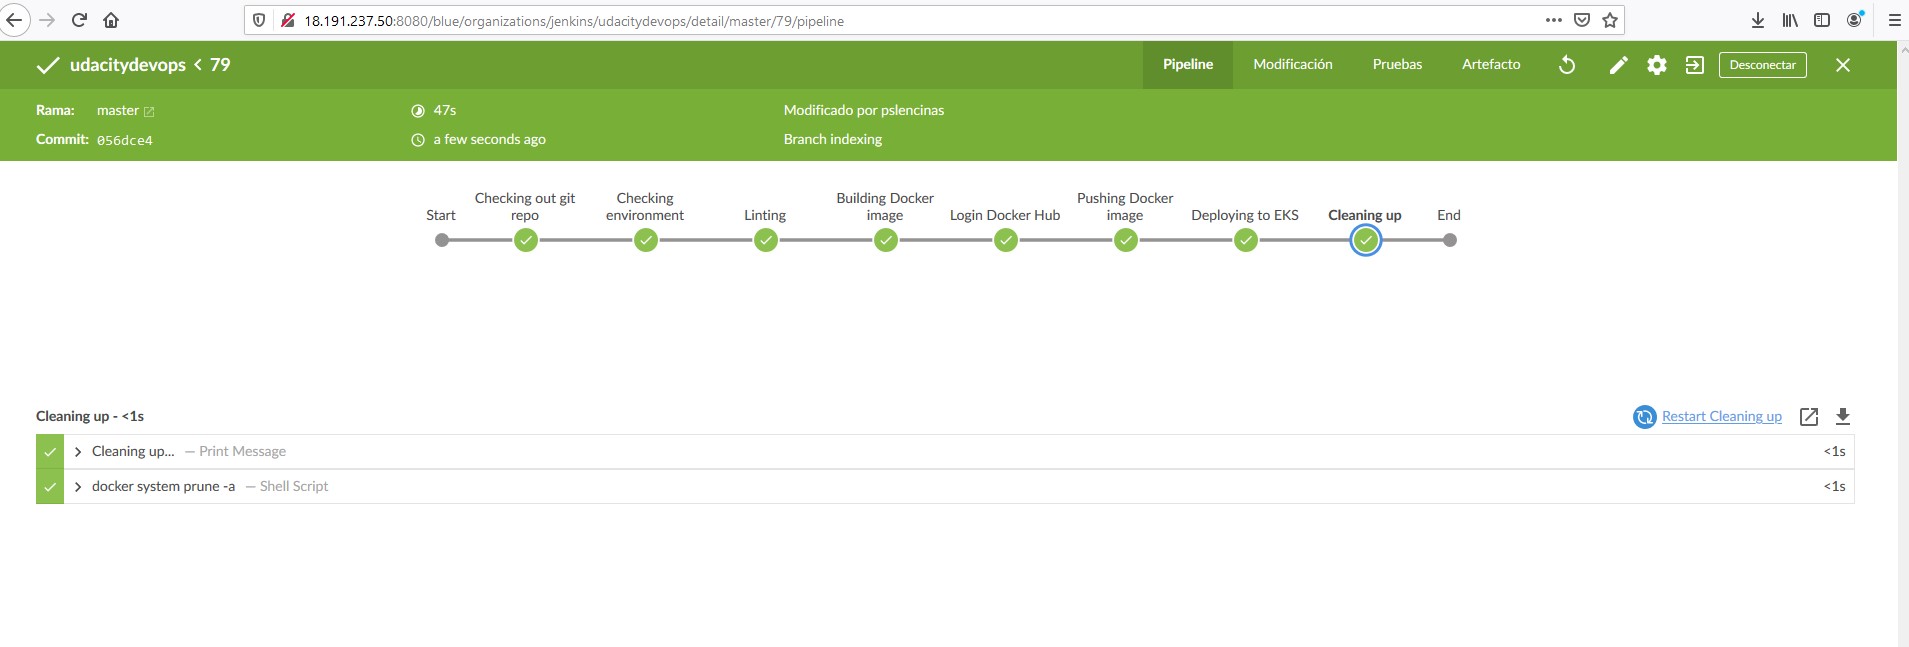 18.191.237.50:8080/blue/organizations/jenkins/udacitydevops/detail/master/79/pipeline
udacitydevops < 79
Pipeline
Modificación
Pruebas
Artefacto
Desconectar
Rama: master
47s
Modificado por pslencinas
Commit: 056dce4
a few seconds ago
Branch indexing
Start
Checking out git
repo
Checking
environment
Linting
Building Docker
image
Login Docker Hub
Pushing Docker
image
Deploying to EKS
Cleaning up
End
Cleaning up - <1s
Restart Cleaning up
Cleaning up... — Print Message
<1s
docker system prune -a — Shell Script
<1s